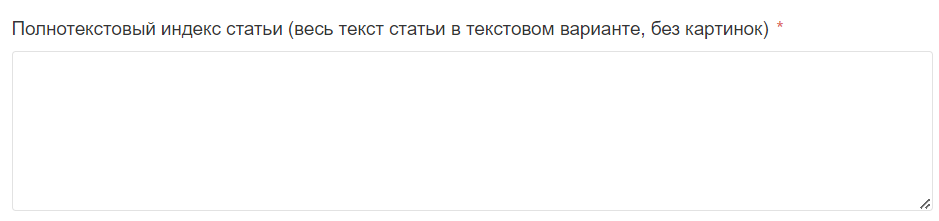 Полнотекстовый индекс статьи (весь текст статьи в текстовом варианте, без картинок) *